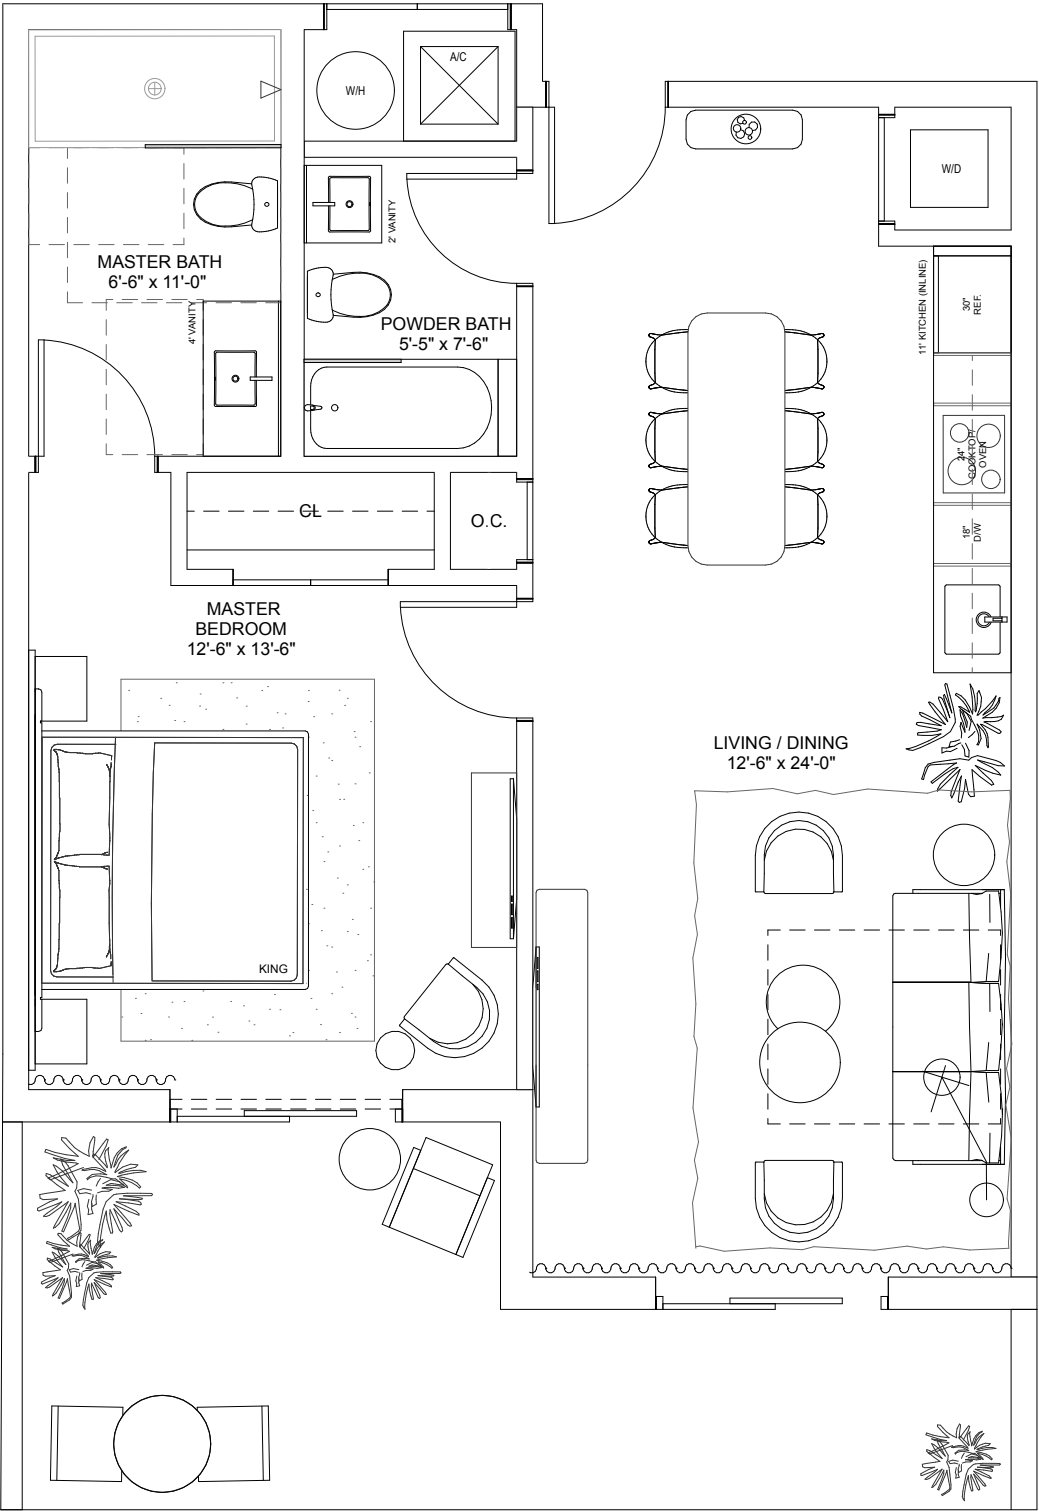 A/C
W/H
W/D
2' VANITY
MASTER BATH
6'-6" x 11'-0"
4' VANITY
POWDER BATH
5'-5" x 7'-6"
11' KITCHEN (INLINE)
30"
REF.
24"
COOKTOP/
OVEN
18"
D/W
CL
O.C.
MASTER
BEDROOM
12'-6" x 13'-6"
LIVING / DINING
12'-6" x 24'-0"
KING